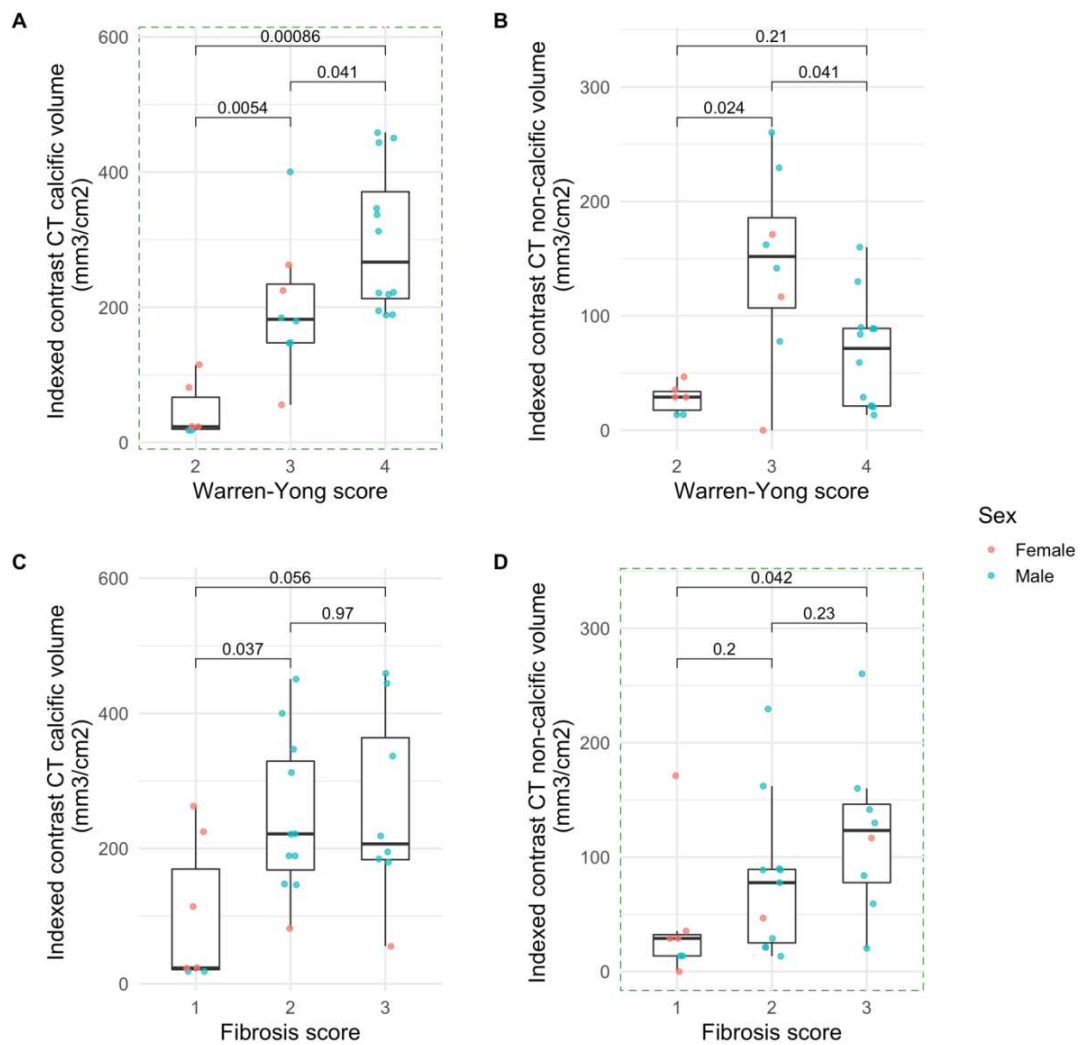 A
Indexed contrast CT calcific volume
(mm3/cm2)
600
400
200
0
0.00086
0.041
0.0054
2 3 4
Warren-Yong score
B
Indexed contrast CT non-calcific volume
(mm3/cm2)
300
200
100
0
0.21
0.041
0.024
2 3 4
Warren-Yong score
Sex
Female
Male
C
Indexed contrast CT calcific volume
(mm3/cm2)
600
400
200
0
0.056
0.97
0.037
1 2 3
Fibrosis score
D
Indexed contrast CT non-calcific volume
(mm3/cm2)
300
200
100
0
0.042
0.23
0.2
1 2 3
Fibrosis score